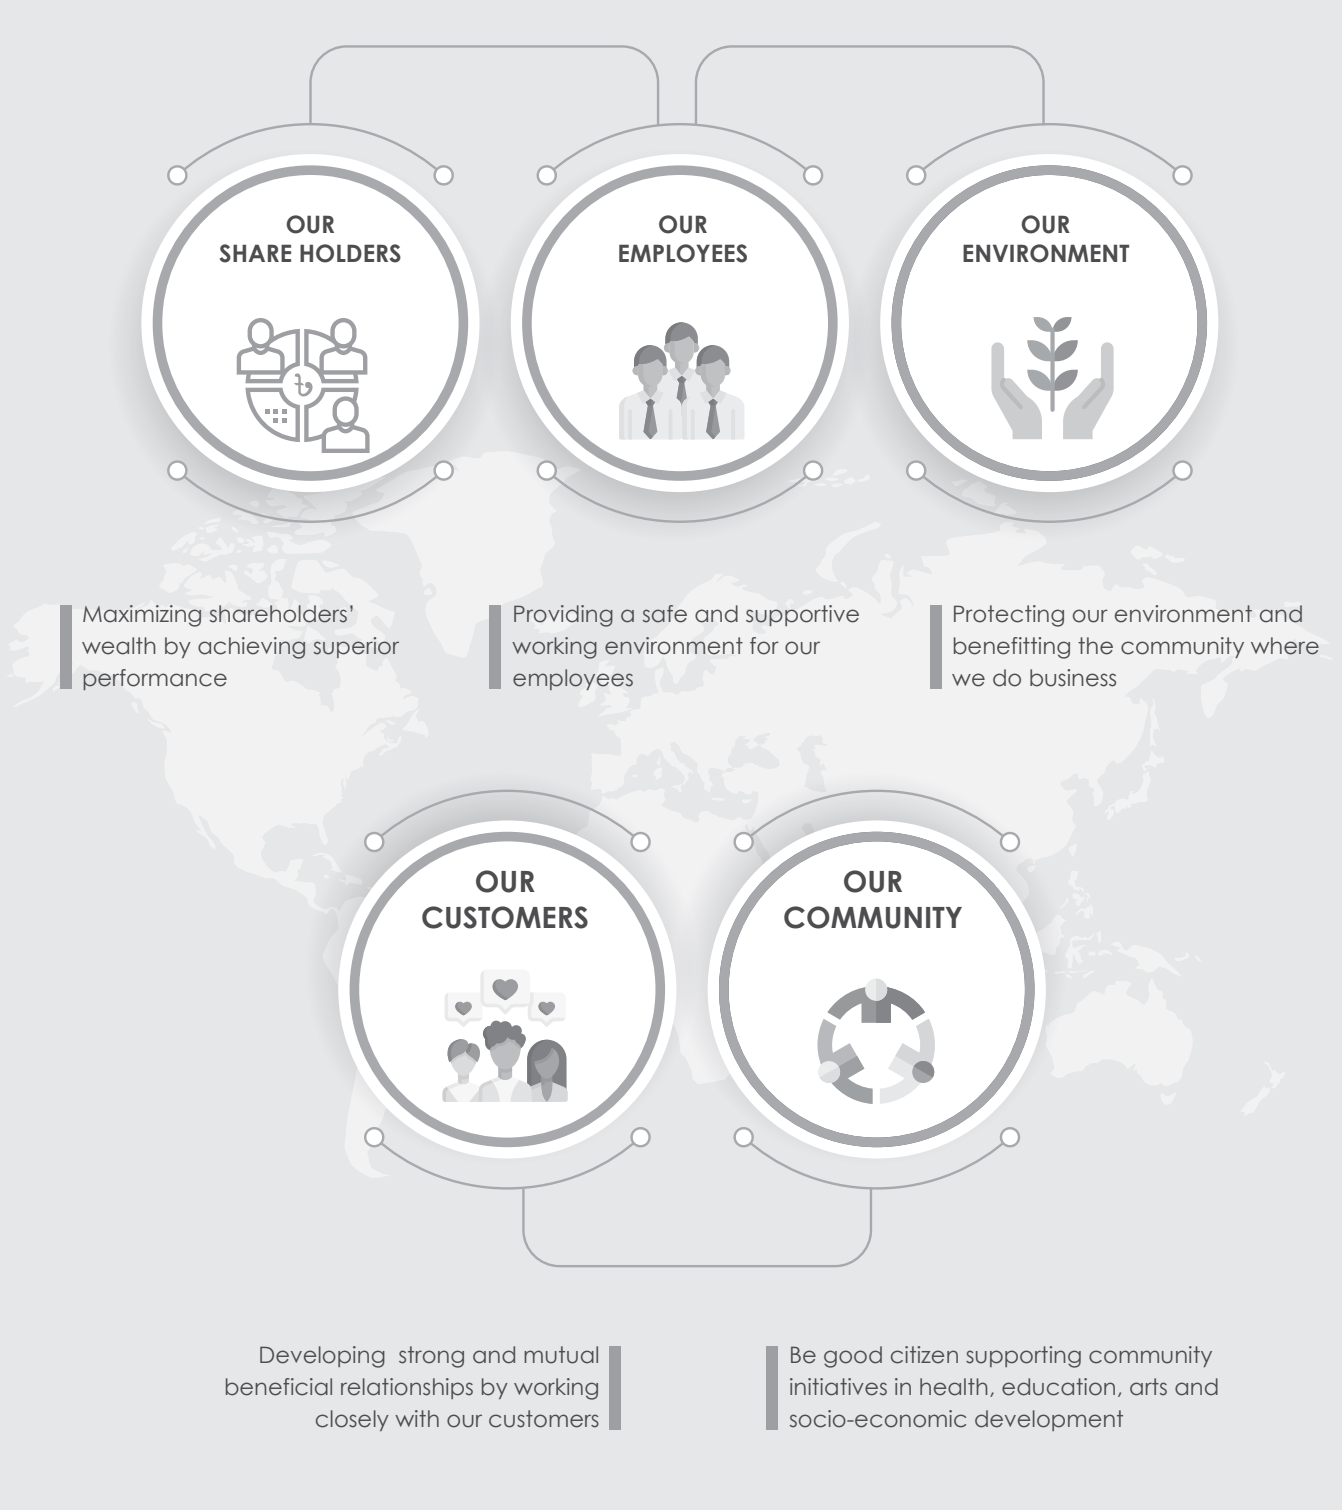 OUR
SHARE HOLDERS
OUR
EMPLOYEES
OUR
ENVIRONMENT
৳
Maximizing shareholders’
wealth by achieving superior
performance
Providing a safe and supportive
working environment for our
employees
Protecting our environment and
benefitting the community where
we do business
OUR
CUSTOMERS
OUR
COMMUNITY
Developing  strong and mutual
beneficial relationships by working
closely with our customers
Be good citizen supporting community
initiatives in health, education, arts and
socio-economic development